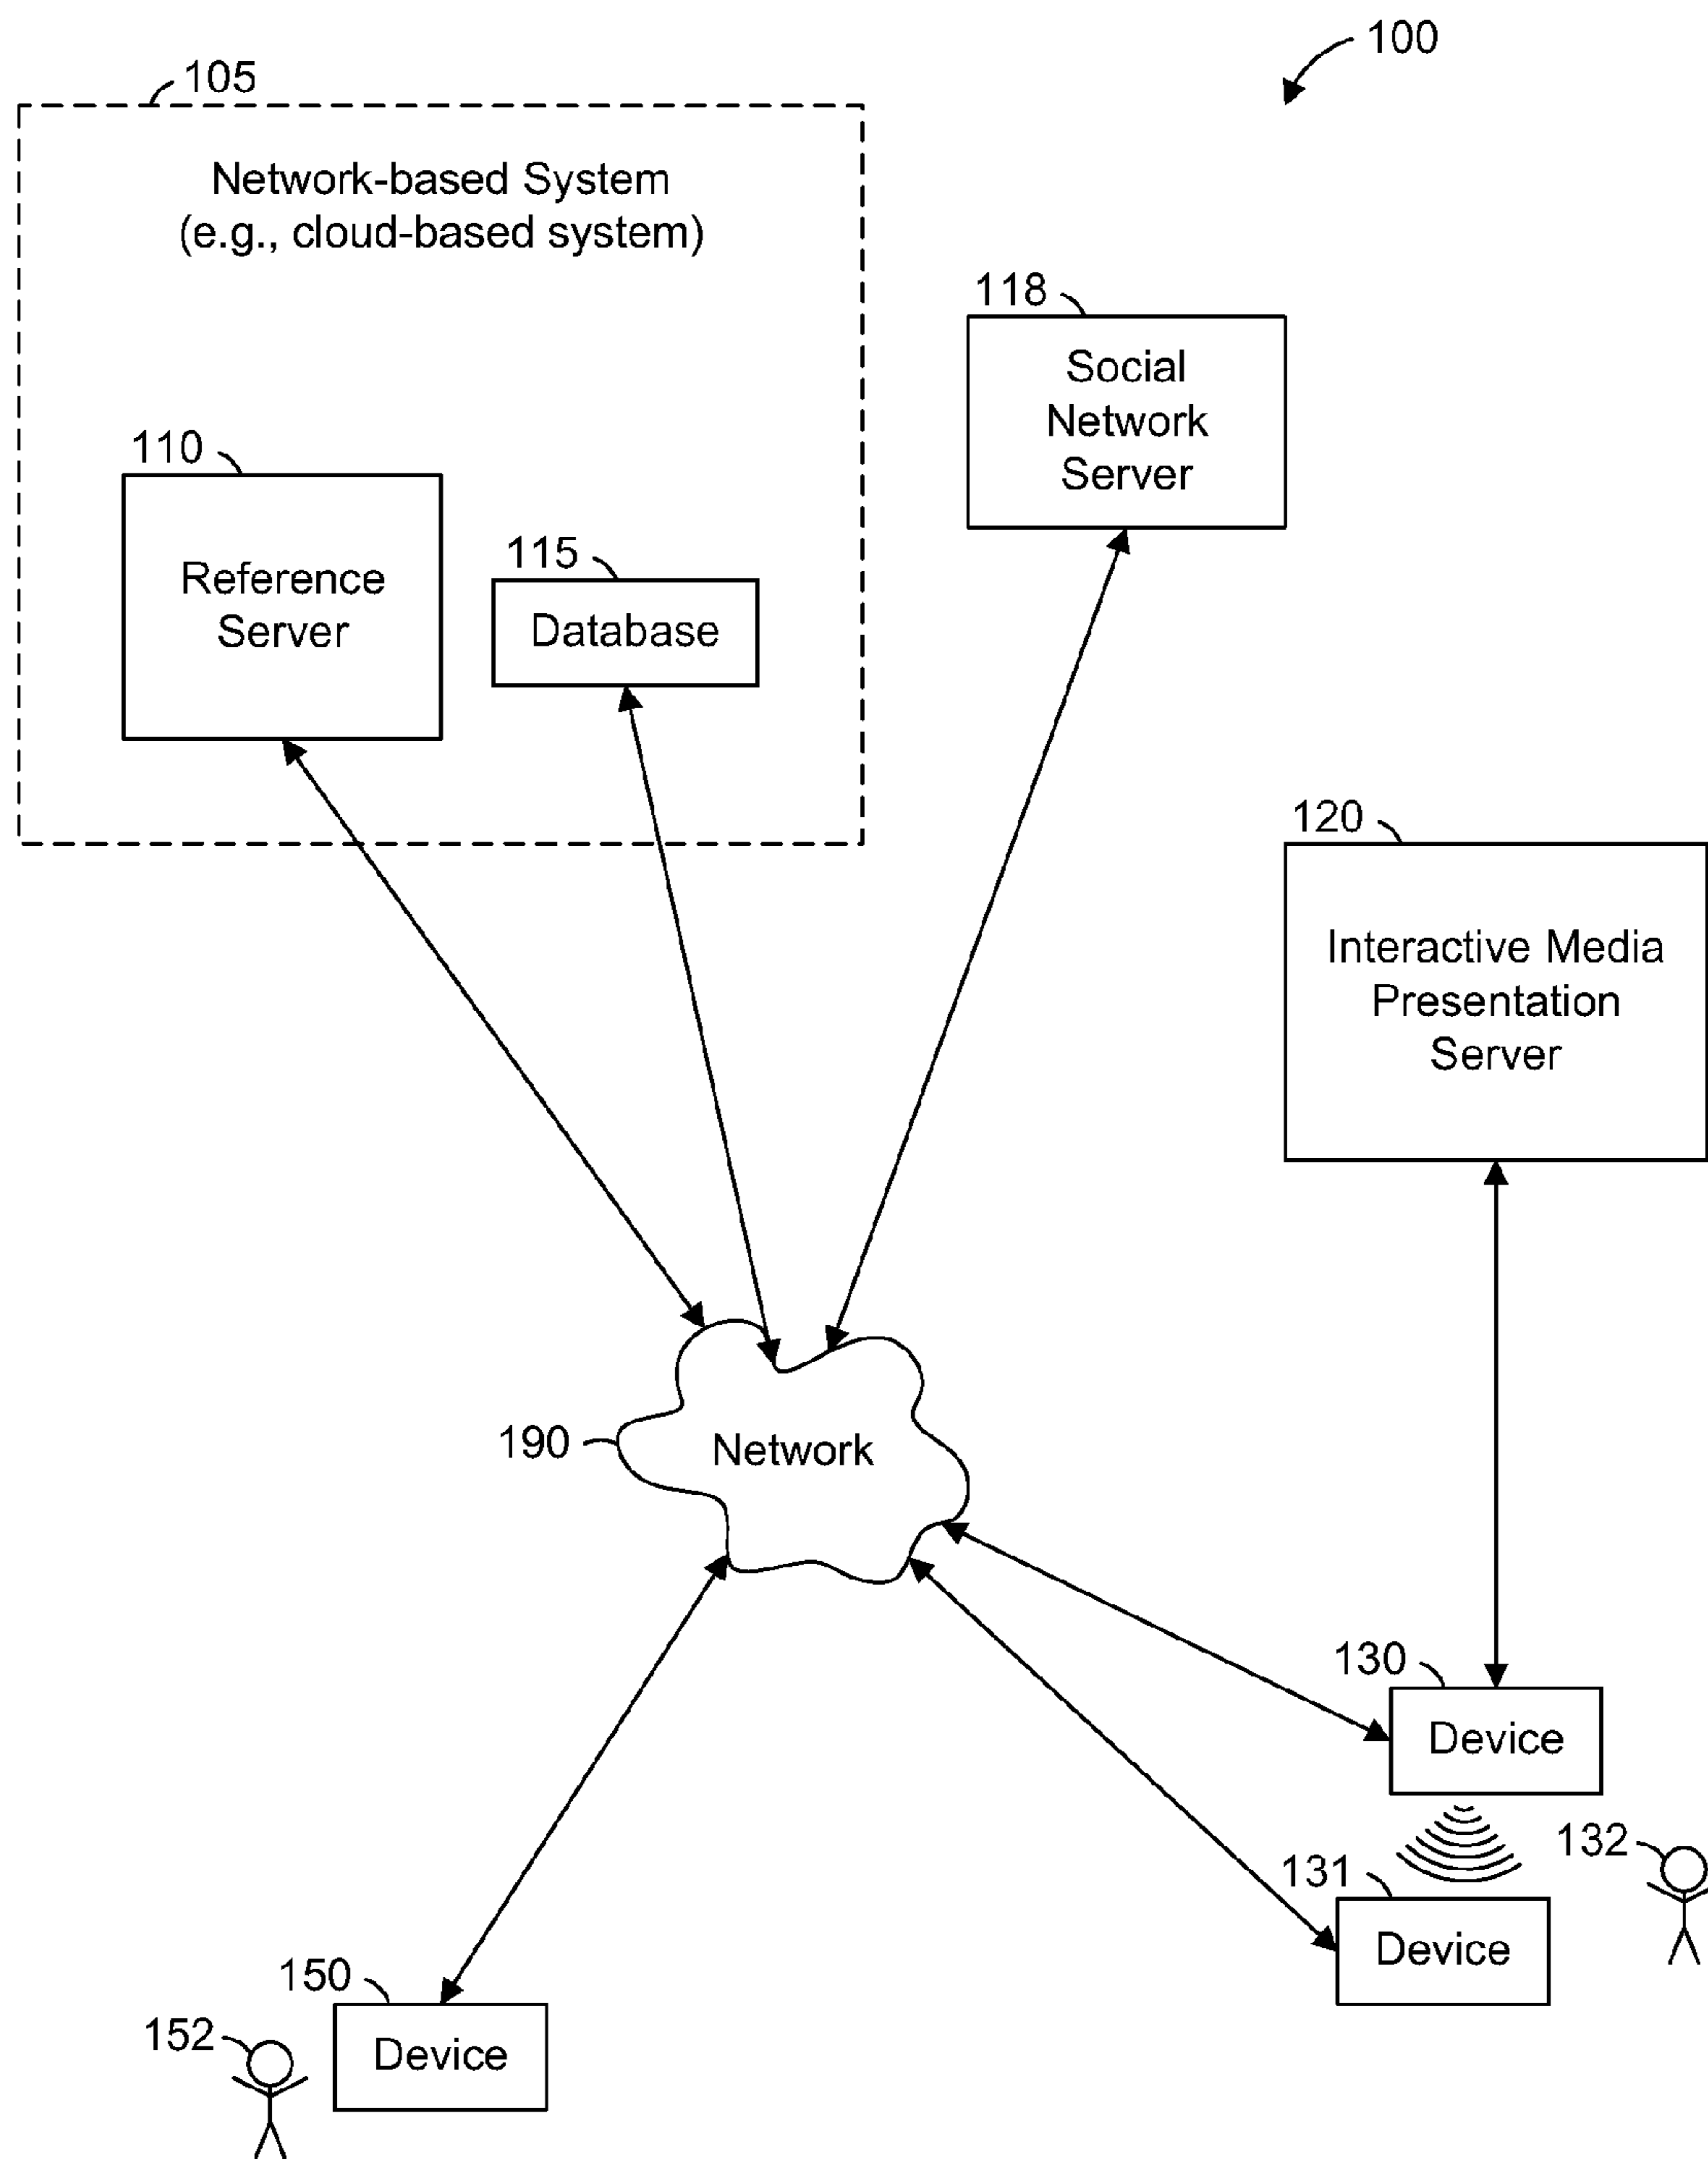 100
105
Network-based System
(e.g., cloud-based system)
118
Social
Network
Server
110
Reference
Server
115
Database
120
Interactive Media
Presentation
Server
190
Network
130
Device
131
132
Device
150
Device
152